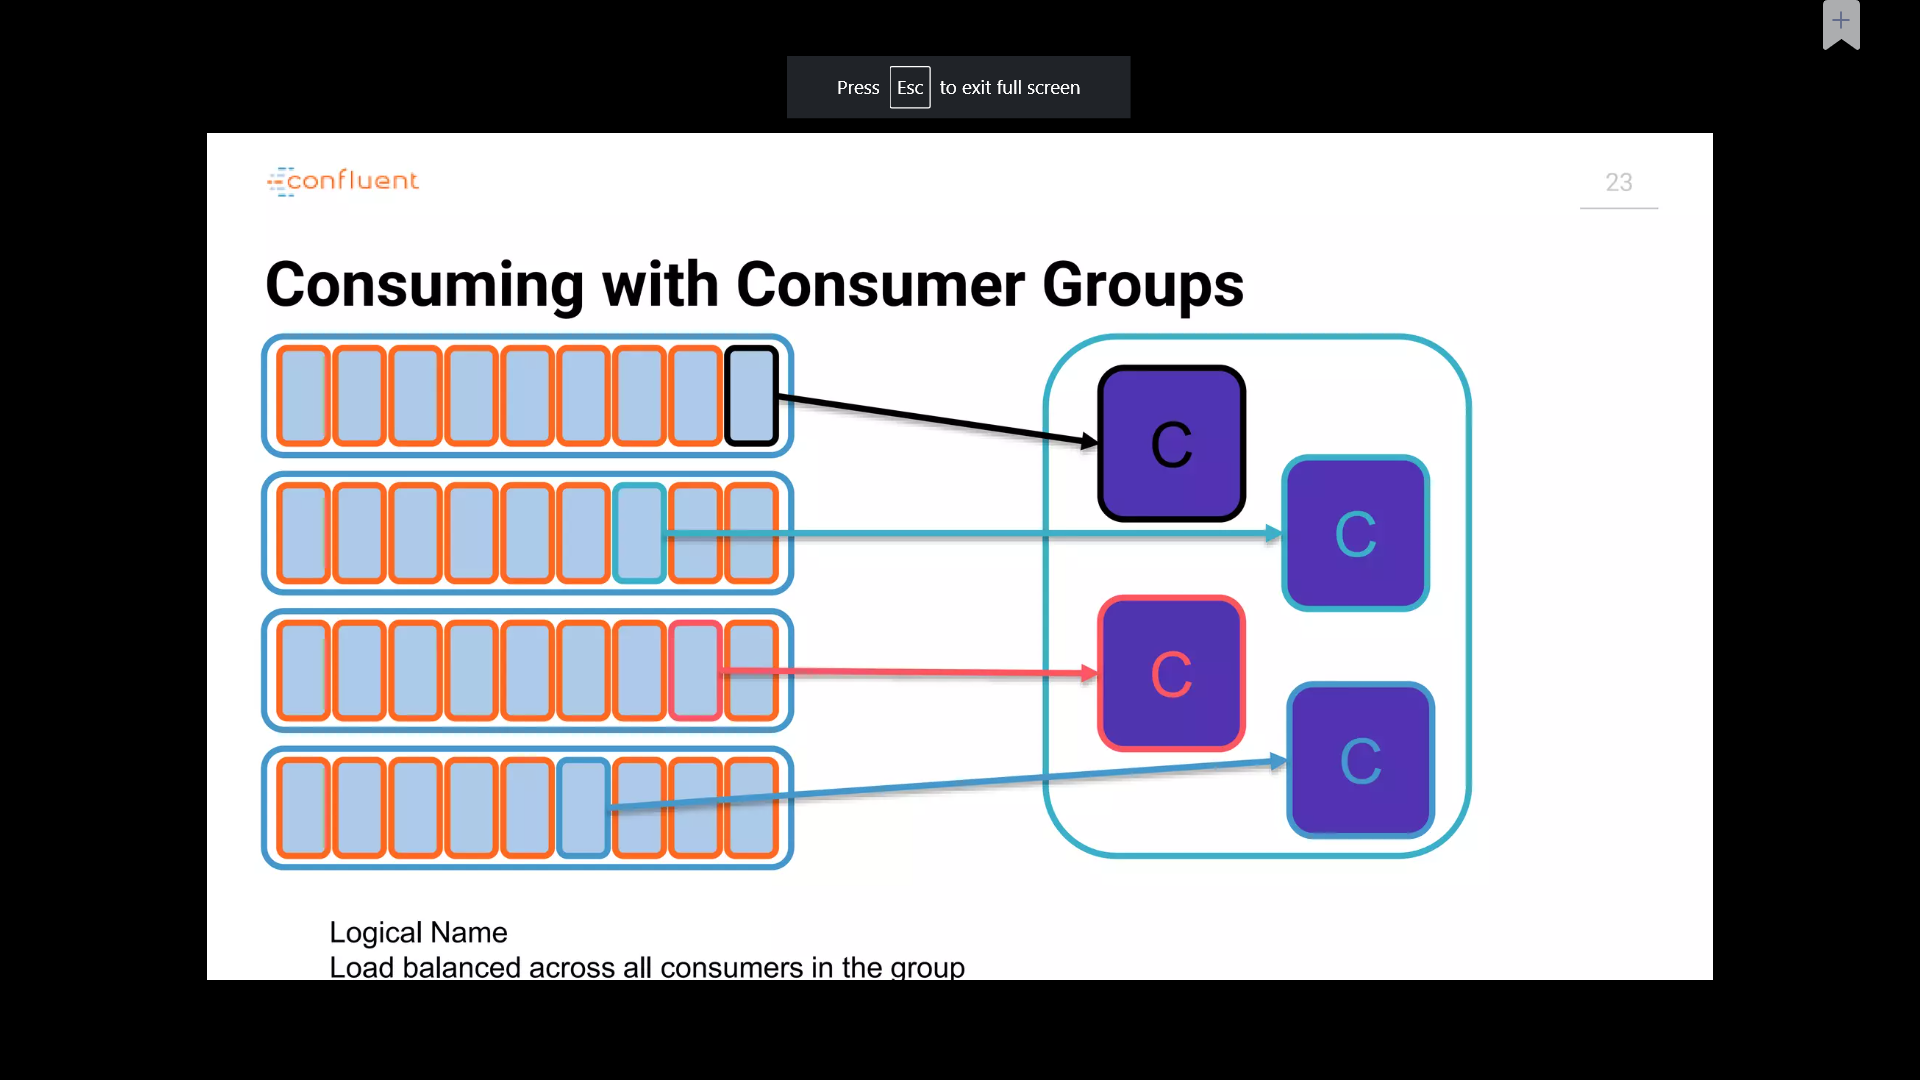 Press Esc to exit full screen
confluent
23
Consuming with Consumer Groups
C
C
C
C
Logical Name
Load balanced across all consumers in the group